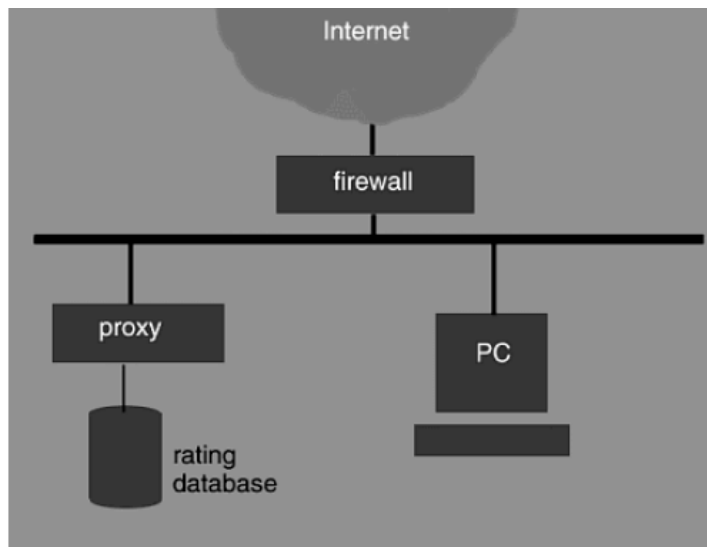 Internet
firewall
proxy
PC
rating
database